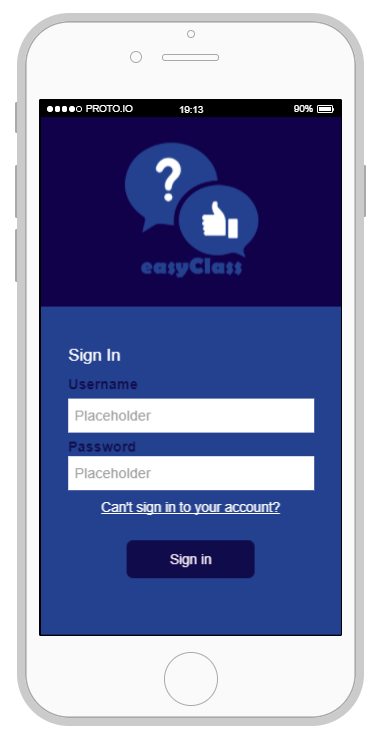 PROTO.IO 19:13 90%
?
easyClass
Sign In
Username
Placeholder
Password
Placeholder
Can't sign in to your account?
Sign in